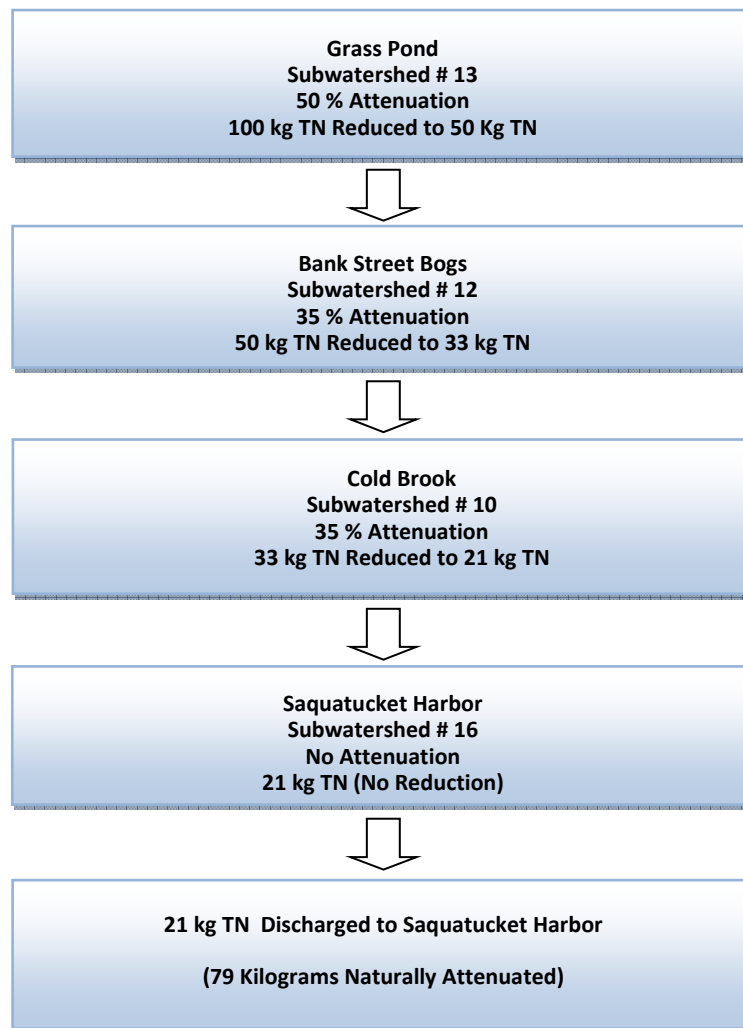 Grass Pond
Subwatershed # 13
50 % Attenuation
100 kg TN Reduced to 50 Kg TN
Bank Street Bogs
Subwatershed # 12
35 % Attenuation
50 kg TN Reduced to 33 kg TN
Cold Brook
Subwatershed # 10
35 % Attenuation
33 kg TN Reduced to 21 kg TN
Saquatucket Harbor
Subwatershed # 16
No Attenuation
21 kg TN (No Reduction)
21 kg TN Discharged to Saquatucket Harbor
(79 Kilograms Naturally Attenuated)